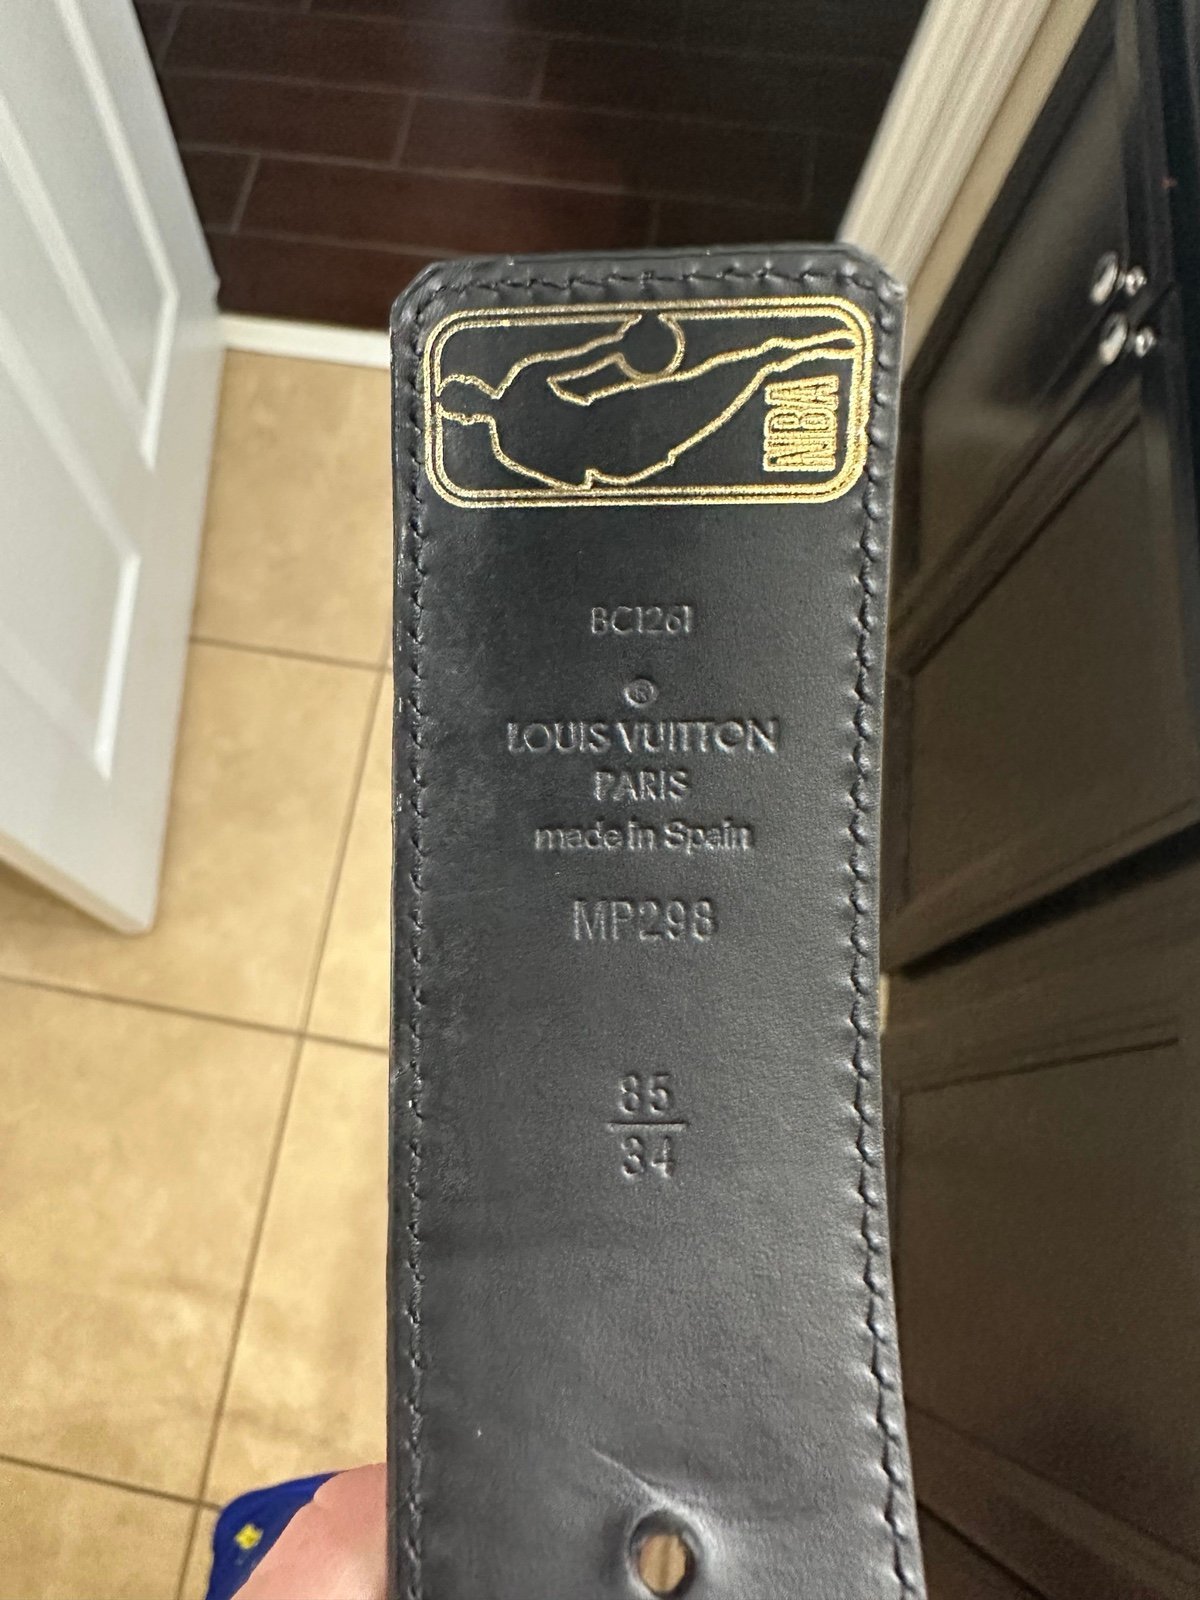 NBA
BC1261
®
LOUIS VUITTON
PARIS
made in Spain
MP298
85
34